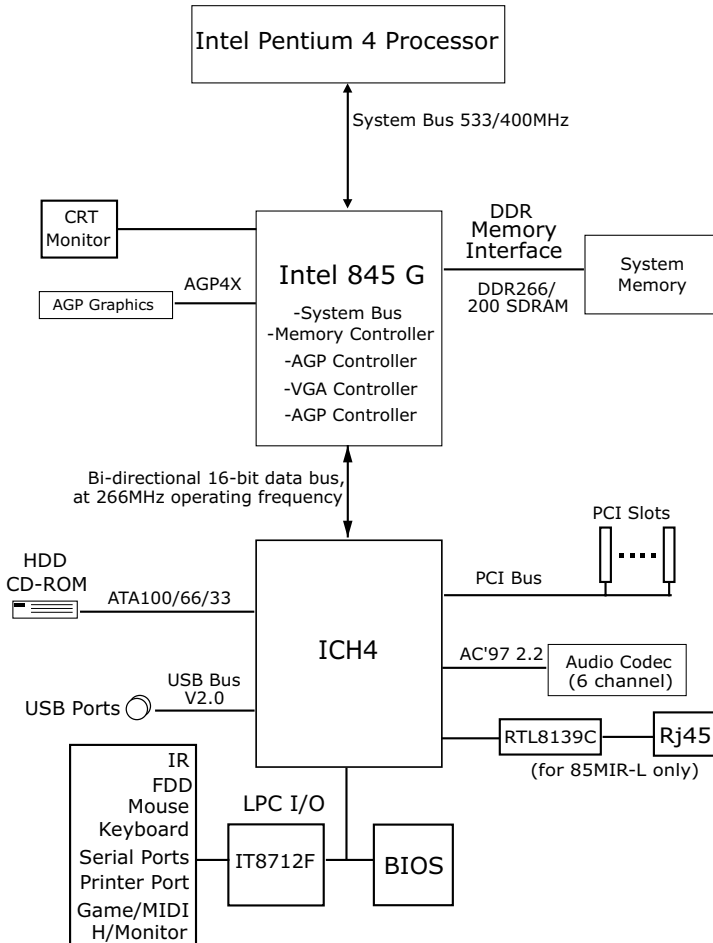 Intel Pentium 4 Processor
System Bus 533/400MHz
CRT
Monitor
AGP4X
AGP Graphics
Intel 845 G
-System Bus
-Memory Controller
-AGP Controller
-VGA Controller
-AGP Controller
DDR
Memory
Interface
DDR266/
200 SDRAM
System
Memory
Bi-directional 16-bit data bus,
at 266MHz operating frequency
PCI Slots
HDD
CD-ROM
ATA100/66/33
PCI Bus
ICH4
AC'97 2.2
Audio Codec
(6 channel)
USB Bus
V2.0
USB Ports
RTL8139C
Rj45
(for 85MIR-L only)
IR
FDD
Mouse
Keyboard
Serial Ports
Printer Port
Game/MIDI
H/Monitor
LPC I/O
IT8712F
BIOS